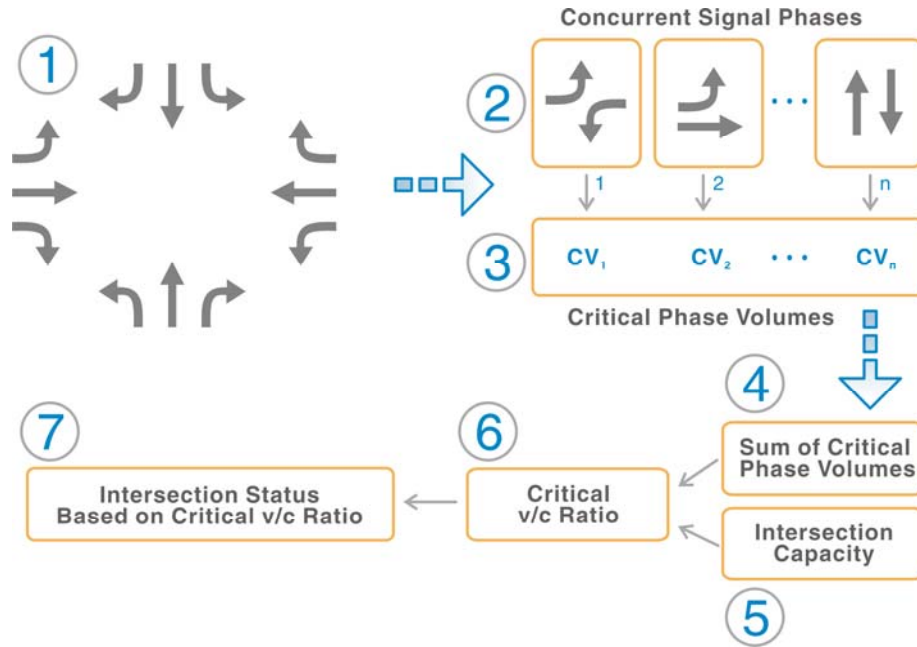 Concurrent Signal Phases
1
2
1
2
n
3
CV₁ CV₂ ... CVₙ
Critical Phase Volumes
4
7
6
Sum of Critical
Phase Volumes
Intersection Status
Based on Critical v/c Ratio
Critical
v/c Ratio
Intersection
Capacity
5